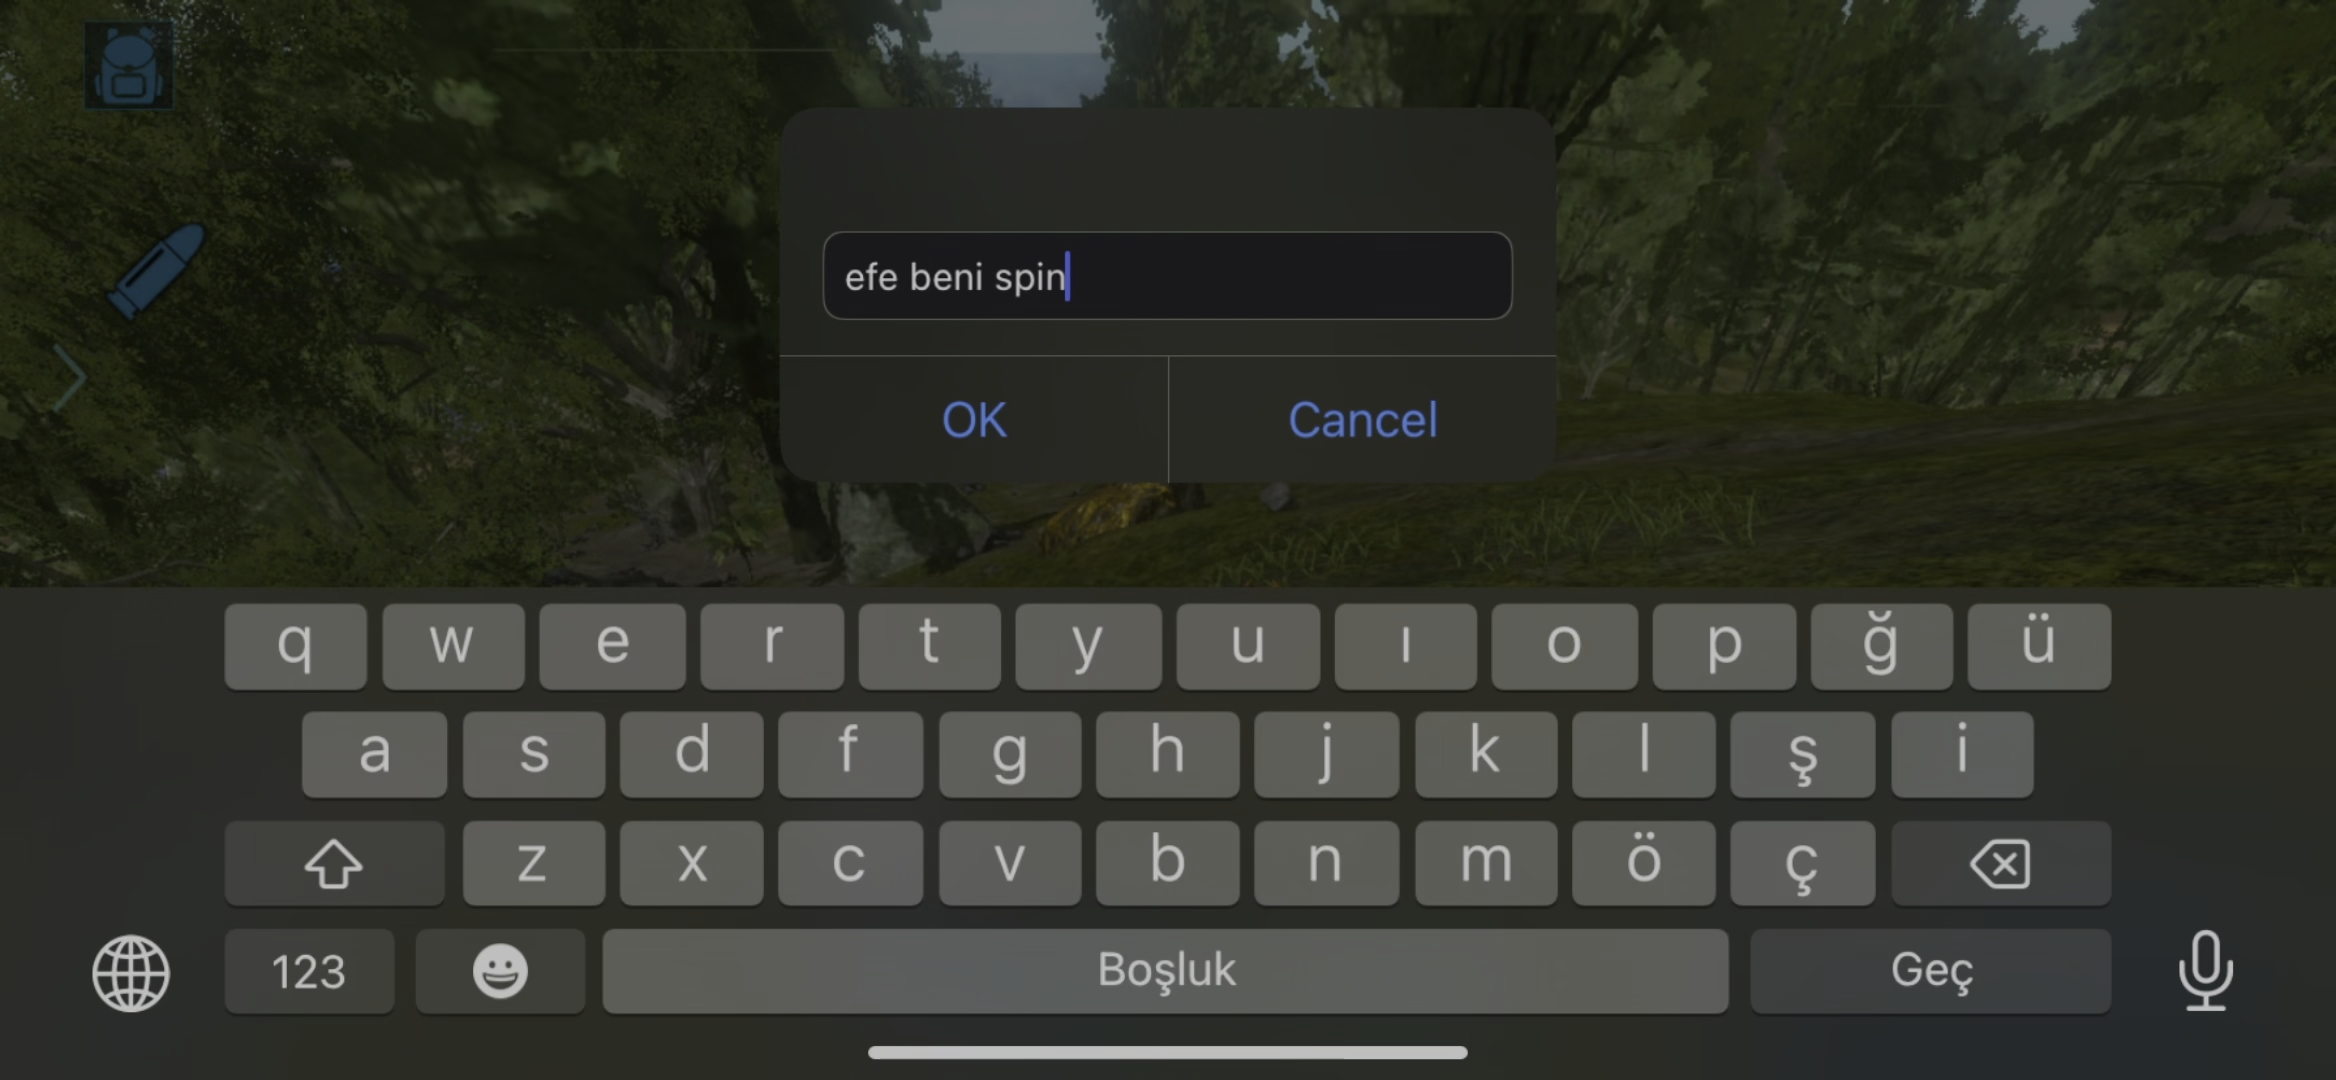 efe beni spin
OK
Cancel
q w e r t y u ı o p ğ ü
a s d f g h j k l ş i
z x c v b n m ö ç
123 Boşluk Geç